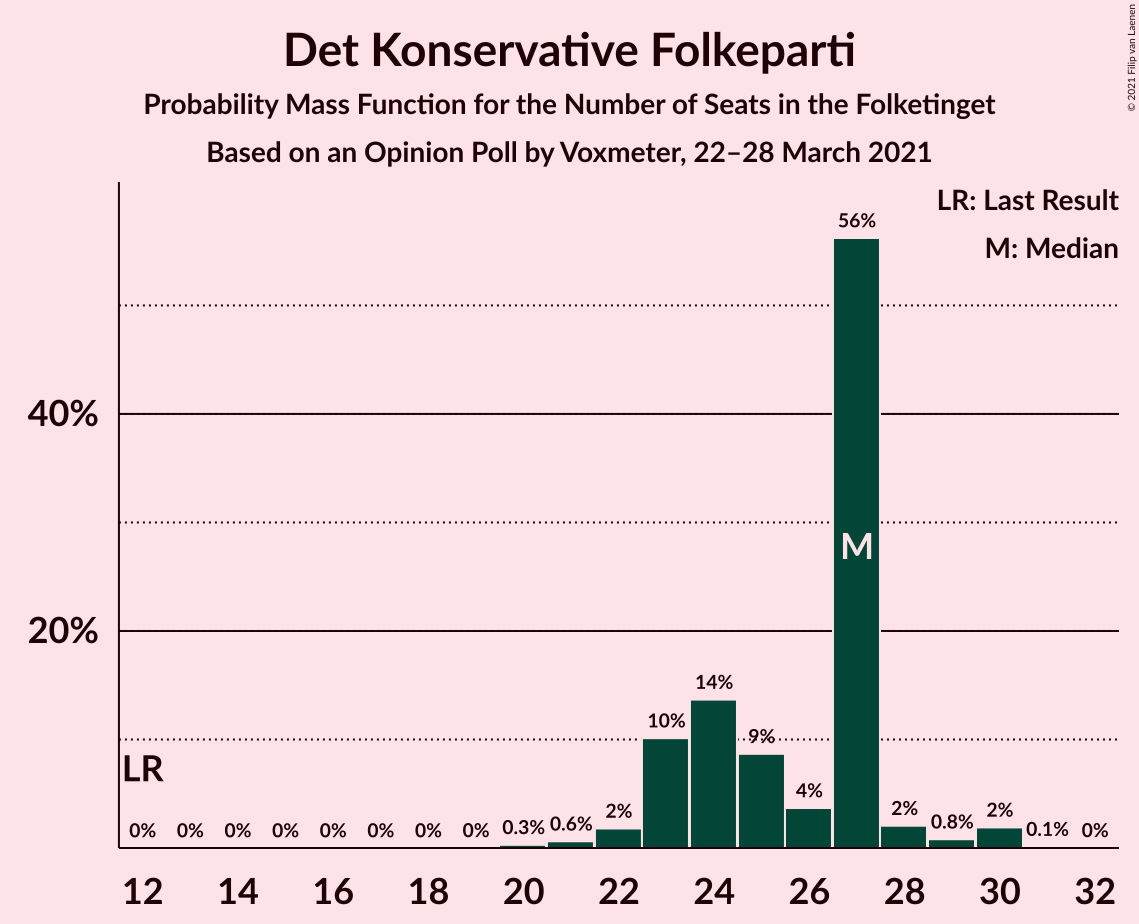 Det Konservative Folkeparti
Probability Mass Function for the Number of Seats in the Folketinget
Based on an Opinion Poll by Voxmeter, 22–28 March 2021
© 2021 Filip van Laenen
LR: Last Result
M: Median
56%
40%
M
20%
14%
10%
9%
LR
4%
0% 0% 0% 0% 0% 0% 0% 0% 0.3% 0.6% 2% 2% 0.8% 2% 0.1% 0%
12 14 16 18 20 22 24 26 28 30 32